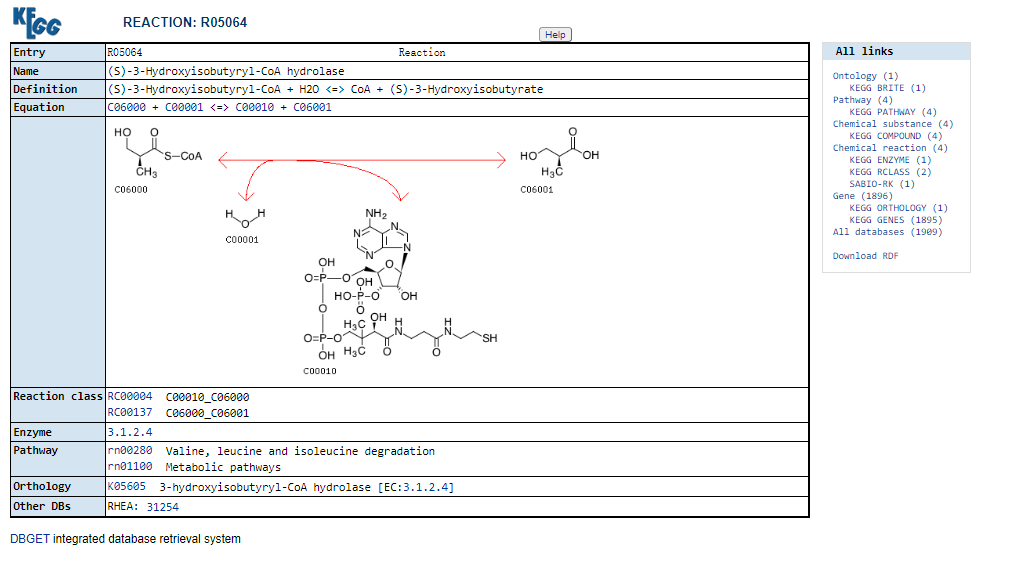 KEGG
REACTION: R05064
Help
Entry R05064 Reaction
Name (S)-3-Hydroxyisobutyryl-CoA hydrolase
Definition (S)-3-Hydroxyisobutyryl-CoA + H2O <=> CoA + (S)-3-Hydroxyisobutyrate
Equation C06000 + C00001 <=> C00010 + C06001
HO O
S-CoA
CH3
C06000
O
HO OH
H3C
C06001
H H
O
C00001
NH2
N N
N N
OH O
O=P-O OH
HO-P-O OH
O O
H3C OH H H
O=P-O N N SH
OH H3C O O
C00010
Reaction class RC00004 C00010_C06000
RC00137 C06000_C06001
Enzyme 3.1.2.4
Pathway rn00280 Valine, leucine and isoleucine degradation
rn01100 Metabolic pathways
Orthology K05605 3-hydroxyisobutyryl-CoA hydrolase [EC:3.1.2.4]
Other DBs RHEA: 31254
All links
Ontology (1)
KEGG BRITE (1)
Pathway (4)
KEGG PATHWAY (4)
Chemical substance (4)
KEGG COMPOUND (4)
Chemical reaction (4)
KEGG ENZYME (1)
KEGG RCLASS (2)
SABIO-RK (1)
Gene (1896)
KEGG ORTHOLOGY (1)
KEGG GENES (1895)
All databases (1909)
Download RDF
DBGET integrated database retrieval system